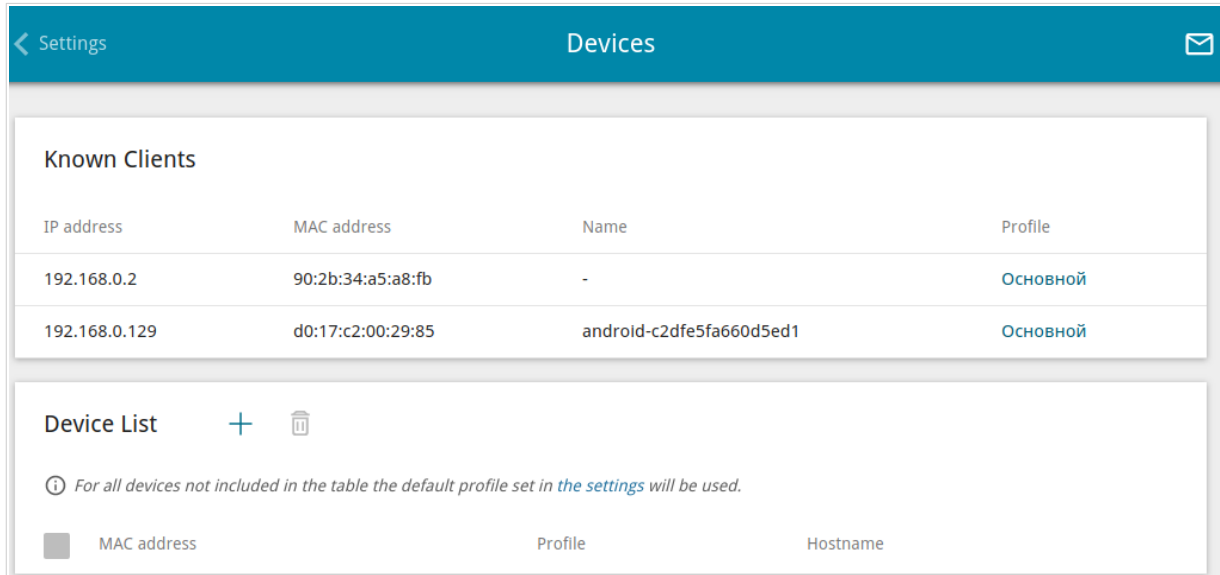 Settings Devices
Known Clients
IP address MAC address Name Profile
192.168.0.2 90:2b:34:a5:a8:fb - Основной
192.168.0.129 d0:17:c2:00:29:85 android-c2dfe5fa660d5ed1 Основной
Device List
For all devices not included in the table the default profile set in the settings will be used.
MAC address Profile Hostname